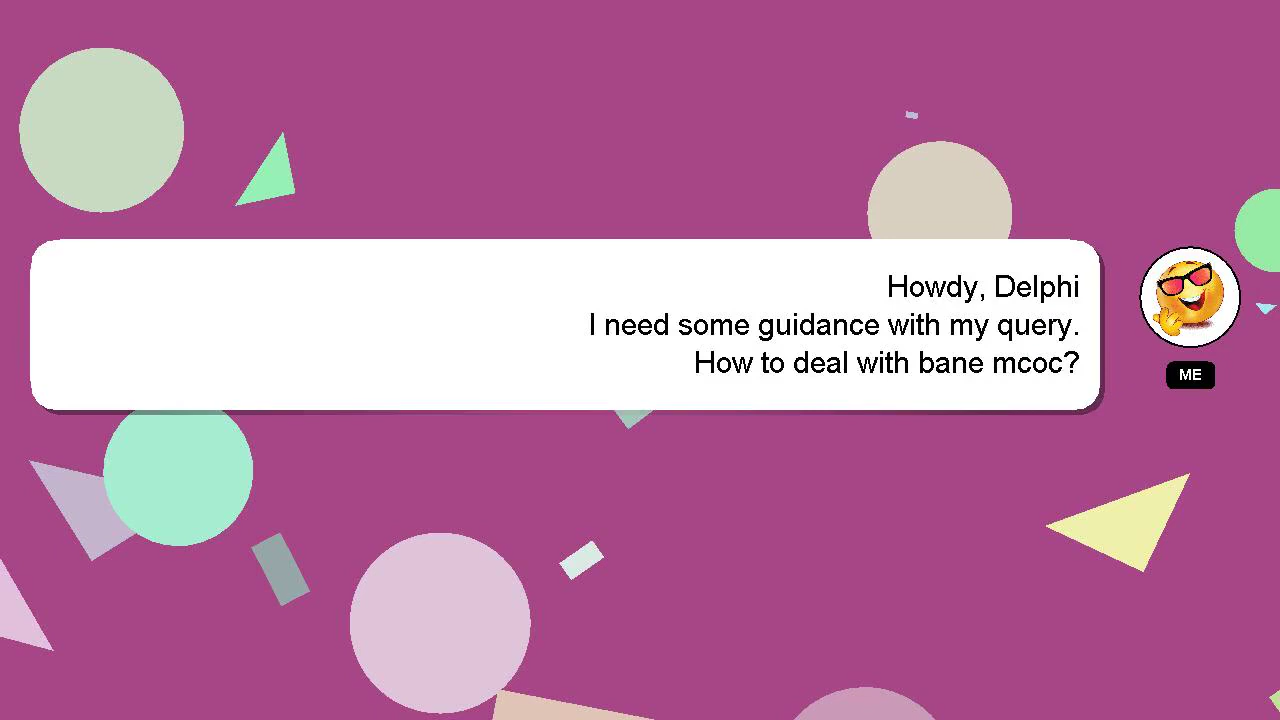 Howdy, Delphi
I need some guidance with my query.
How to deal with bane mcoc?
ME